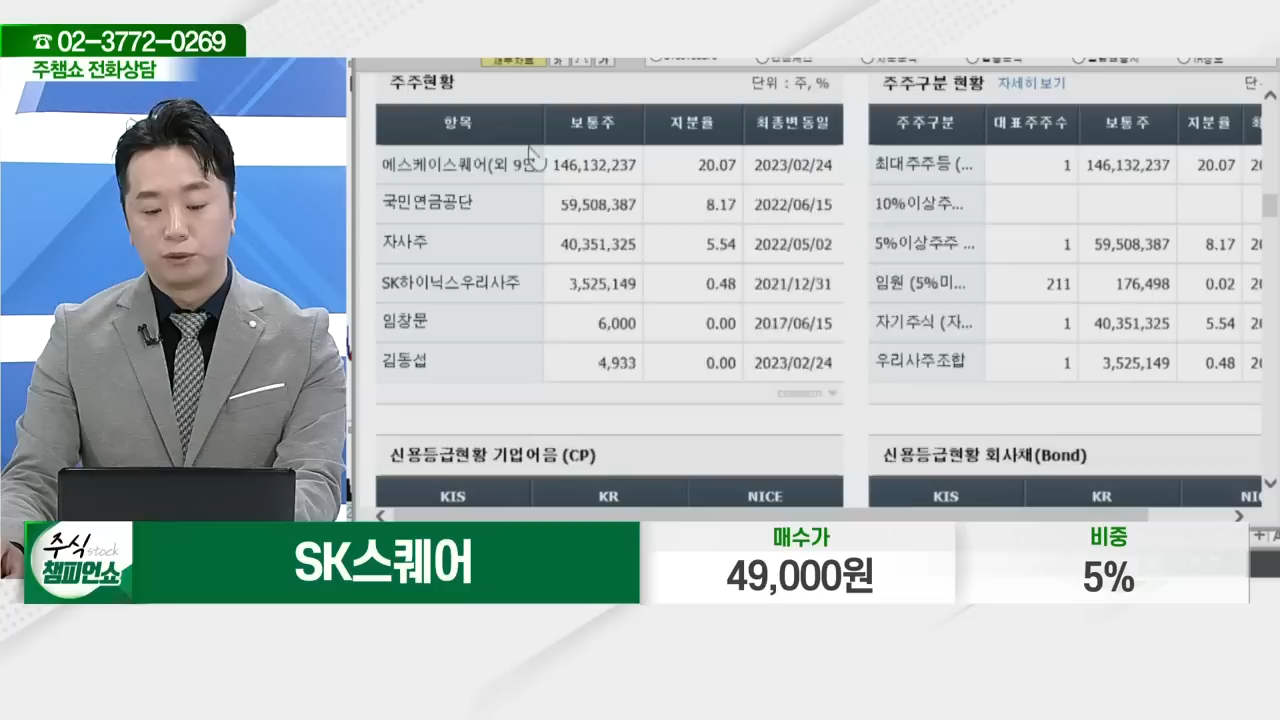 ☎ 02-3772-0269
주챔쇼 전화상담
주주현황
단위 : 주, %
항목 보통주 지분율 최종변동일
에스케이스퀘어(외 9인 146,132,237 20.07 2023/02/24
국민연금공단 59,508,387 8.17 2022/06/15
자사주 40,351,325 5.54 2022/05/02
SK하이닉스우리사주 3,525,149 0.48 2021/12/31
임창문 6,000 0.00 2017/06/15
김동섭 4,933 0.00 2023/02/24
주주구분 현황 자세히보기
단
주주구분 대표주주수 보통주 지분율 최
최대주주등 (... 1 146,132,237 20.07 20
10%이상주...
5%이상주주 ... 1 59,508,387 8.17 20
임원 (5%미... 211 176,498 0.02 20
자기주식 (자... 1 40,351,325 5.54 20
우리사주조합 1 3,525,149 0.48 20
신용등급현황 기업어음 (CP)
KIS KR NICE
신용등급현황 회사채(Bond)
KIS KR NI
주식 stock
챔피언쇼
SK스퀘어
매수가
49,000원
비중
5%